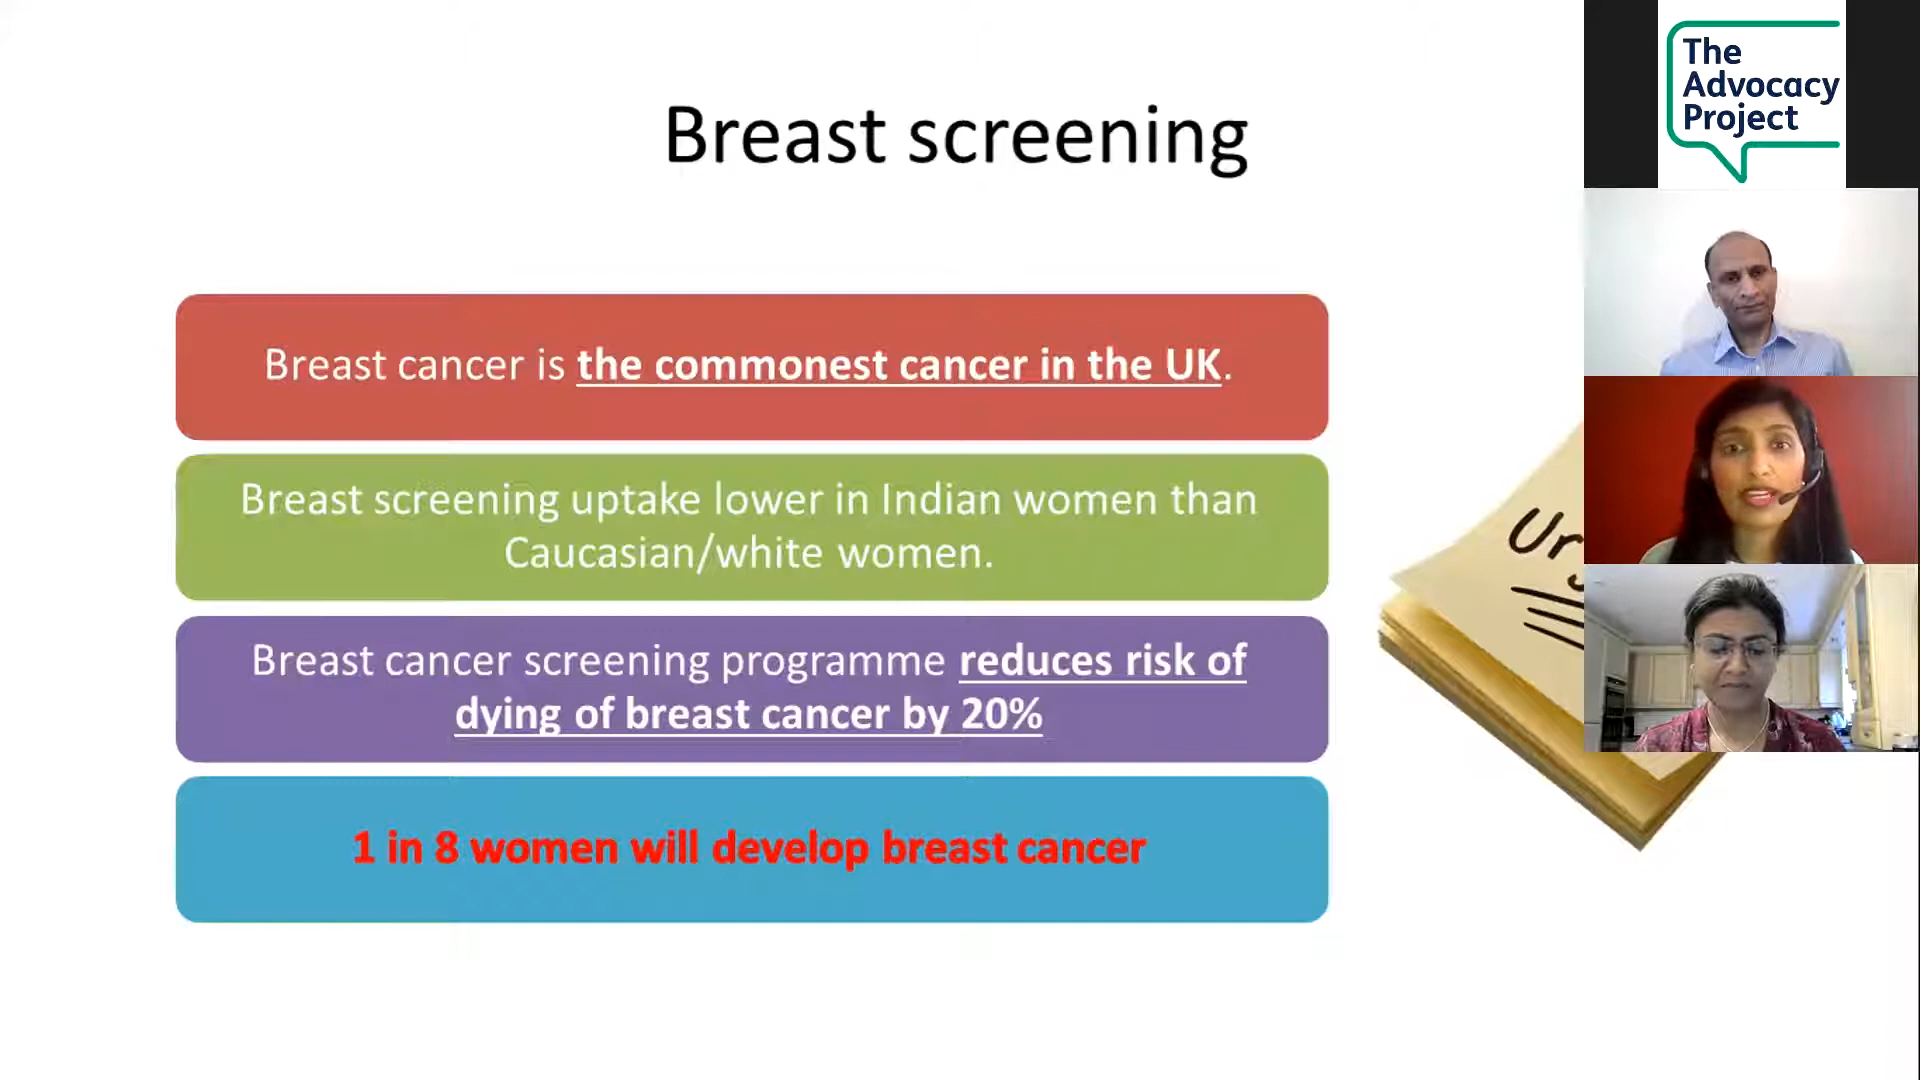 Breast screening
Breast cancer is the commonest cancer in the UK.
Breast screening uptake lower in Indian women than
Caucasian/white women.
Breast cancer screening programme reduces risk of
dying of breast cancer by 20%
1 in 8 women will develop breast cancer
The
Advocacy
Project